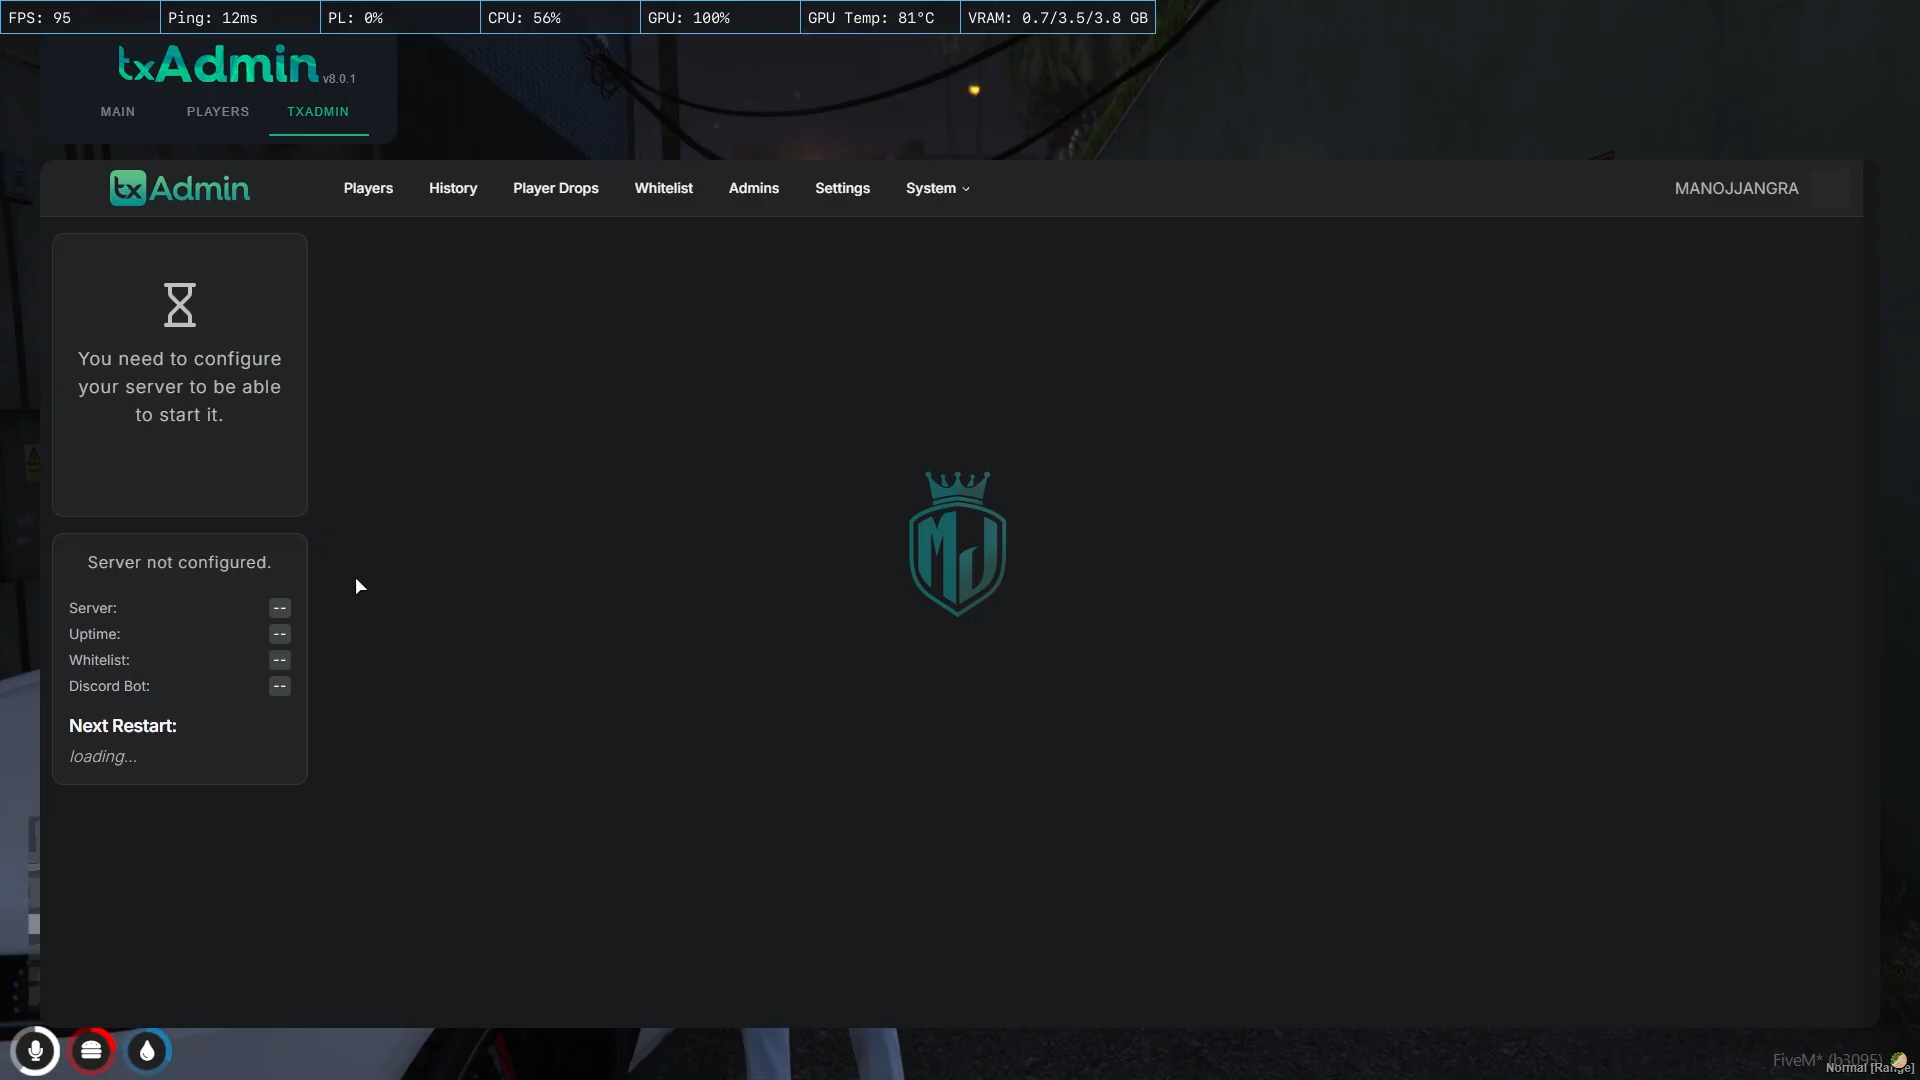 FPS: 95 Ping: 12ms PL: 0% CPU: 56% GPU: 100% GPU Temp: 81°C VRAM: 0.7/3.5/3.8 GB
txAdmin v8.0.1
MAIN PLAYERS TXADMIN
txAdmin Players History Player Drops Whitelist Admins Settings System MANOJJANGRA
You need to configure
your server to be able
to start it.
MJ
Server not configured.
Server: --
Uptime: --
Whitelist: --
Discord Bot: --
Next Restart:
loading...
FiveM* (b3095)
Normal [Range]